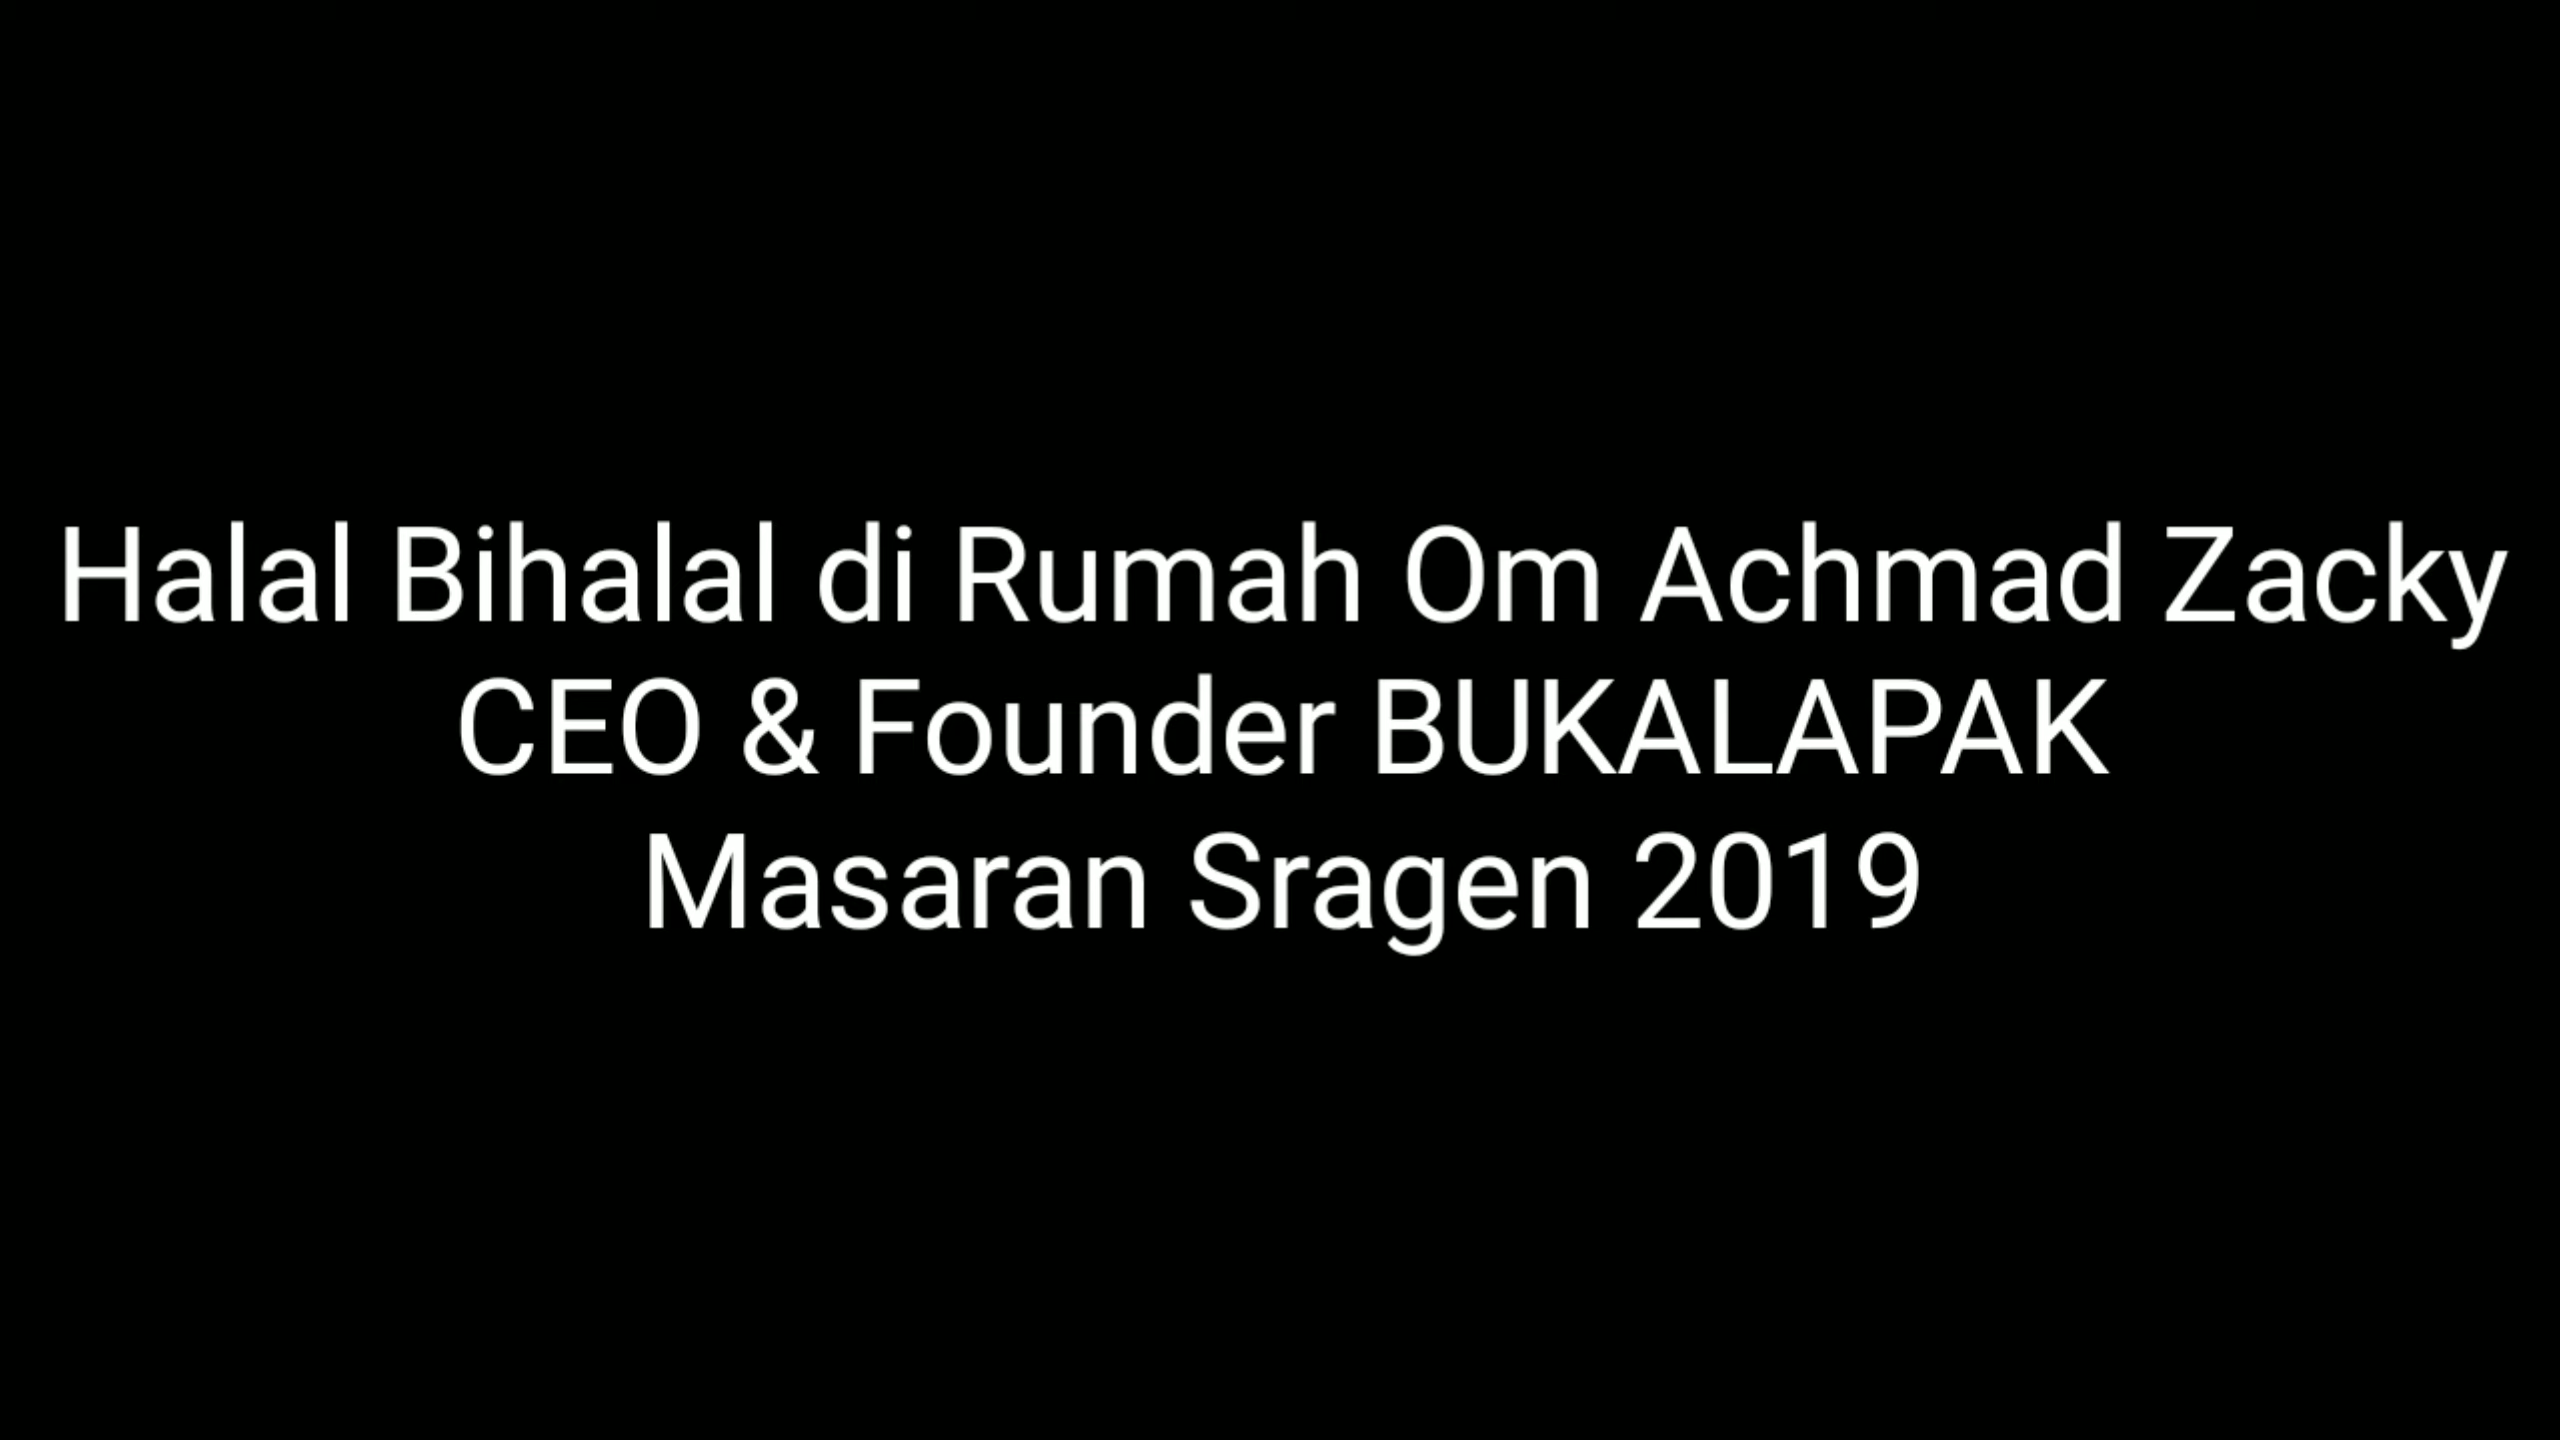 Halal Bihalal di Rumah Om Achmad Zacky
CEO & Founder BUKALAPAK
Masaran Sragen 2019